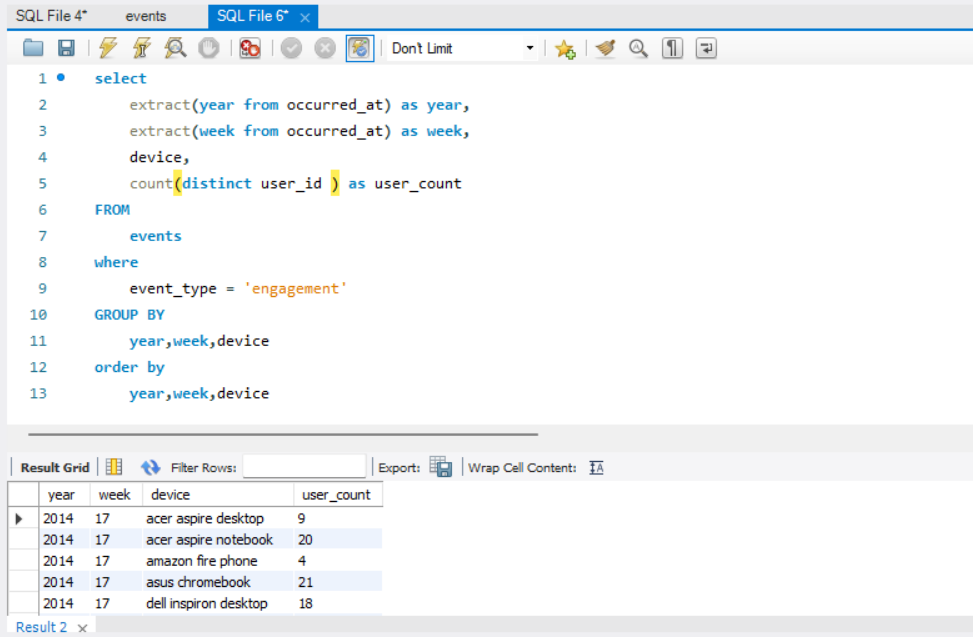 SQL File 4* events SQL File 6*
Don't Limit
1 select
2 extract(year from occurred_at) as year,
3 extract(week from occurred_at) as week,
4 device,
5 count(distinct user_id ) as user_count
6 FROM
7 events
8 where
9 event_type = 'engagement'
10 GROUP BY
11 year,week,device
12 order by
13 year,week,device
Result Grid Filter Rows: Export: Wrap Cell Content:
year week device user_count
2014 17 acer aspire desktop 9
2014 17 acer aspire notebook 20
2014 17 amazon fire phone 4
2014 17 asus chromebook 21
2014 17 dell inspiron desktop 18
Result 2